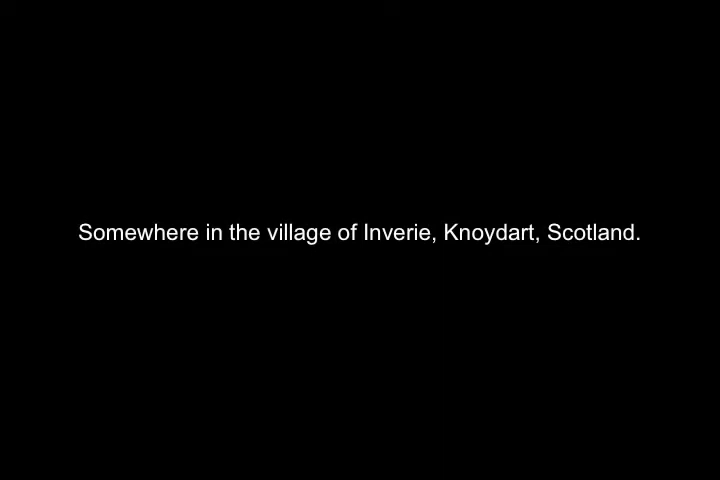 Somewhere in the village of Inverie, Knoydart, Scotland.